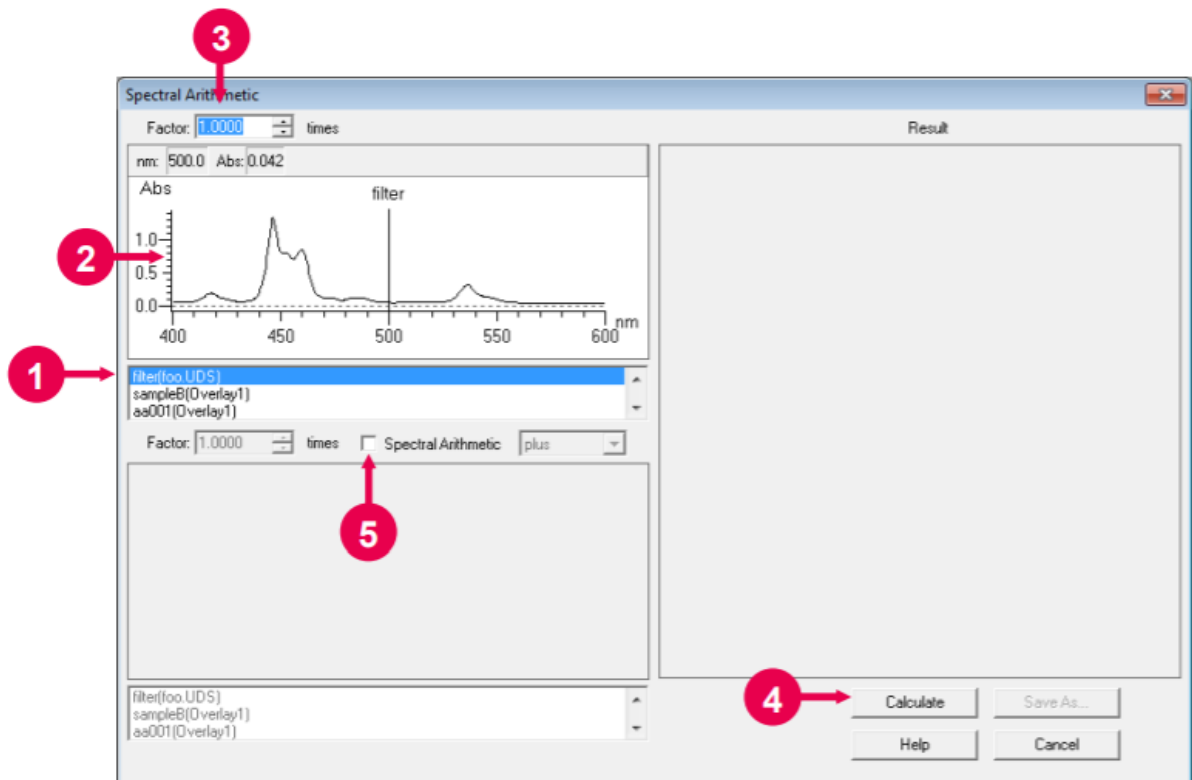 3
Spectral Arithmetic
Factor: 1.0000 times
Result
nm: 500.0 Abs: 0.042
Abs
filter
1.0
2
0.5
0.0
nm
400 450 500 550 600
1
filter(foo.UDS)
sampleB(Overlay1)
aa001(Overlay1)
Factor: 1.0000 times Spectral Arithmetic plus
5
filter(foo.UDS)
sampleB(Overlay1)
aa001(Overlay1)
4
Calculate Save As...
Help Cancel